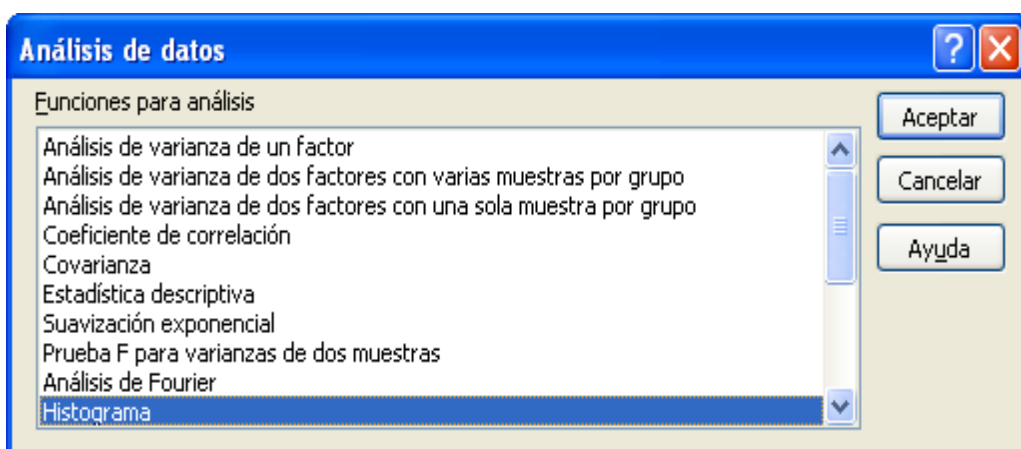 Análisis de datos
Funciones para análisis
Análisis de varianza de un factor
Análisis de varianza de dos factores con varias muestras por grupo
Análisis de varianza de dos factores con una sola muestra por grupo
Coeficiente de correlación
Covarianza
Estadística descriptiva
Suavización exponencial
Prueba F para varianzas de dos muestras
Análisis de Fourier
Histograma
Aceptar
Cancelar
Ayuda